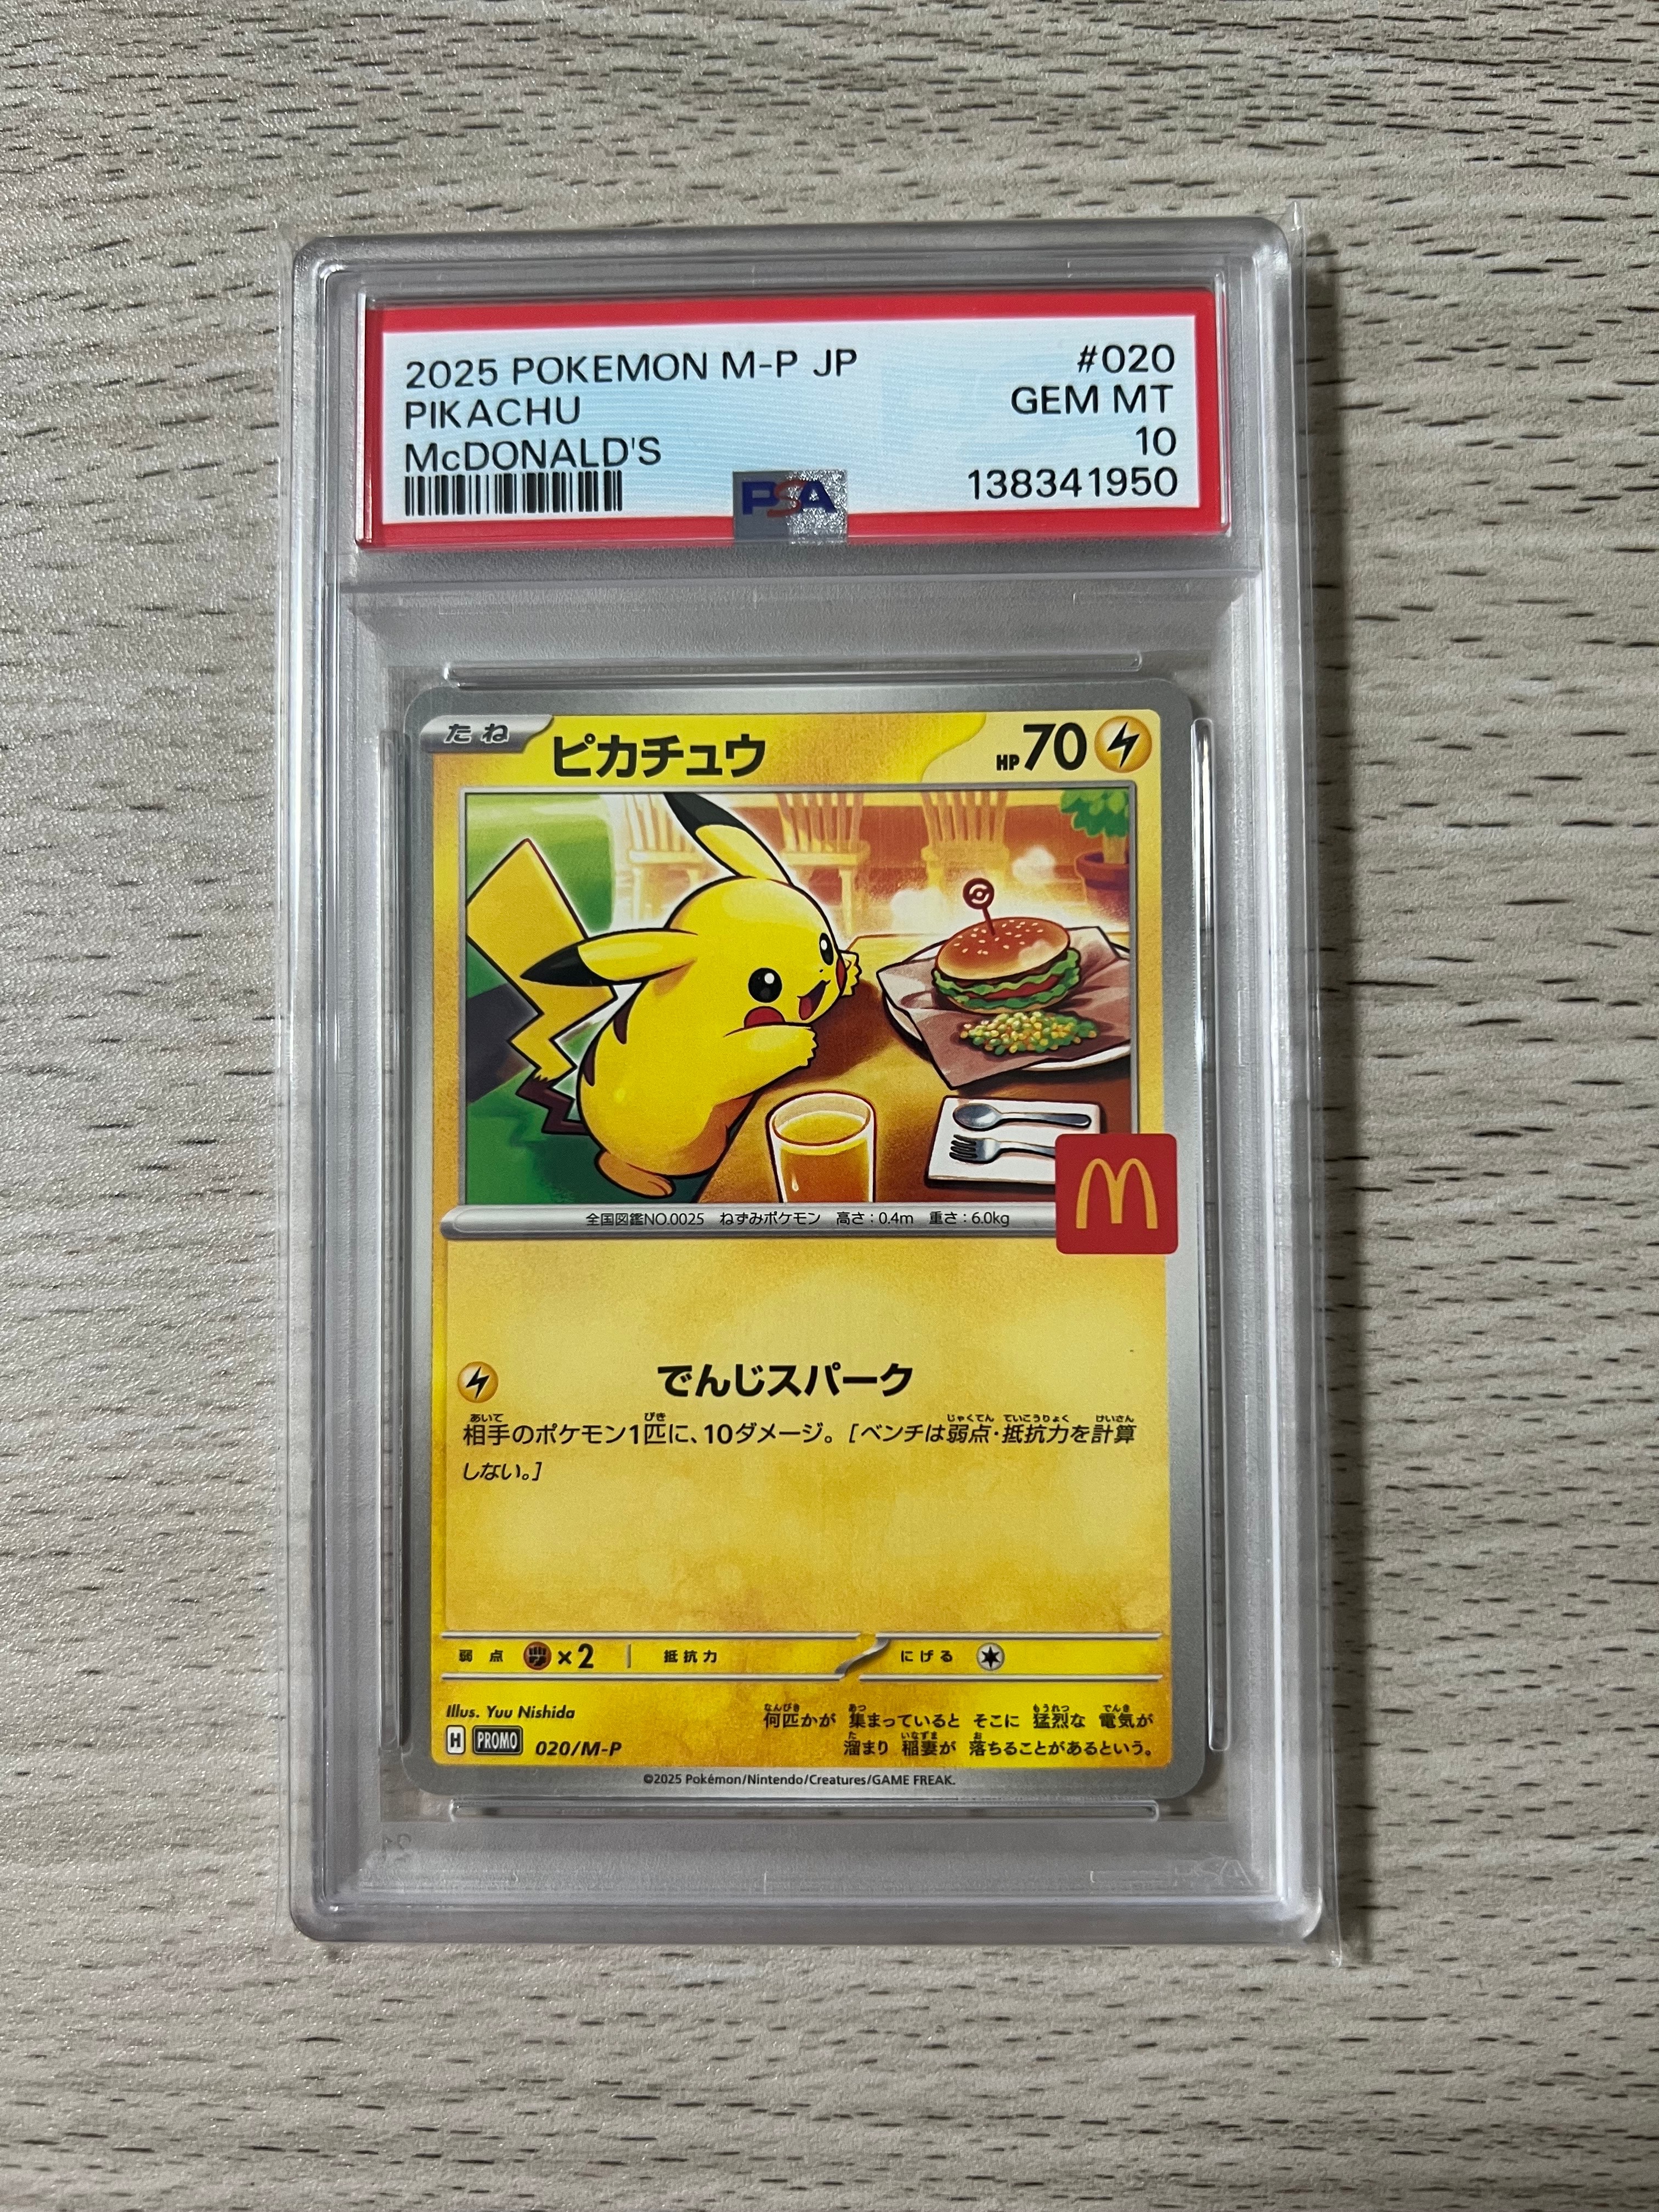 2025 POKEMON M-P JP #020
PIKACHU GEM MT
McDONALD'S 10
138341950
PSA
たね ピカチュウ HP70
M
全国図鑑NO.0025 ねずみポケモン 高さ:0.4m 重さ:6.0kg
でんじスパーク
相手のポケモン1匹に、10ダメージ。[ベンチは弱点・抵抗力を計算
しない。]
弱点 ×2 抵抗力 にげる
Illus. Yuu Nishida
H PROMO 020/M-P
何匹かが 集まっていると そこに 猛烈な 電気が
溜まり 稲妻が 落ちることがあるという。
©2025 Pokémon/Nintendo/Creatures/GAME FREAK.
PSA